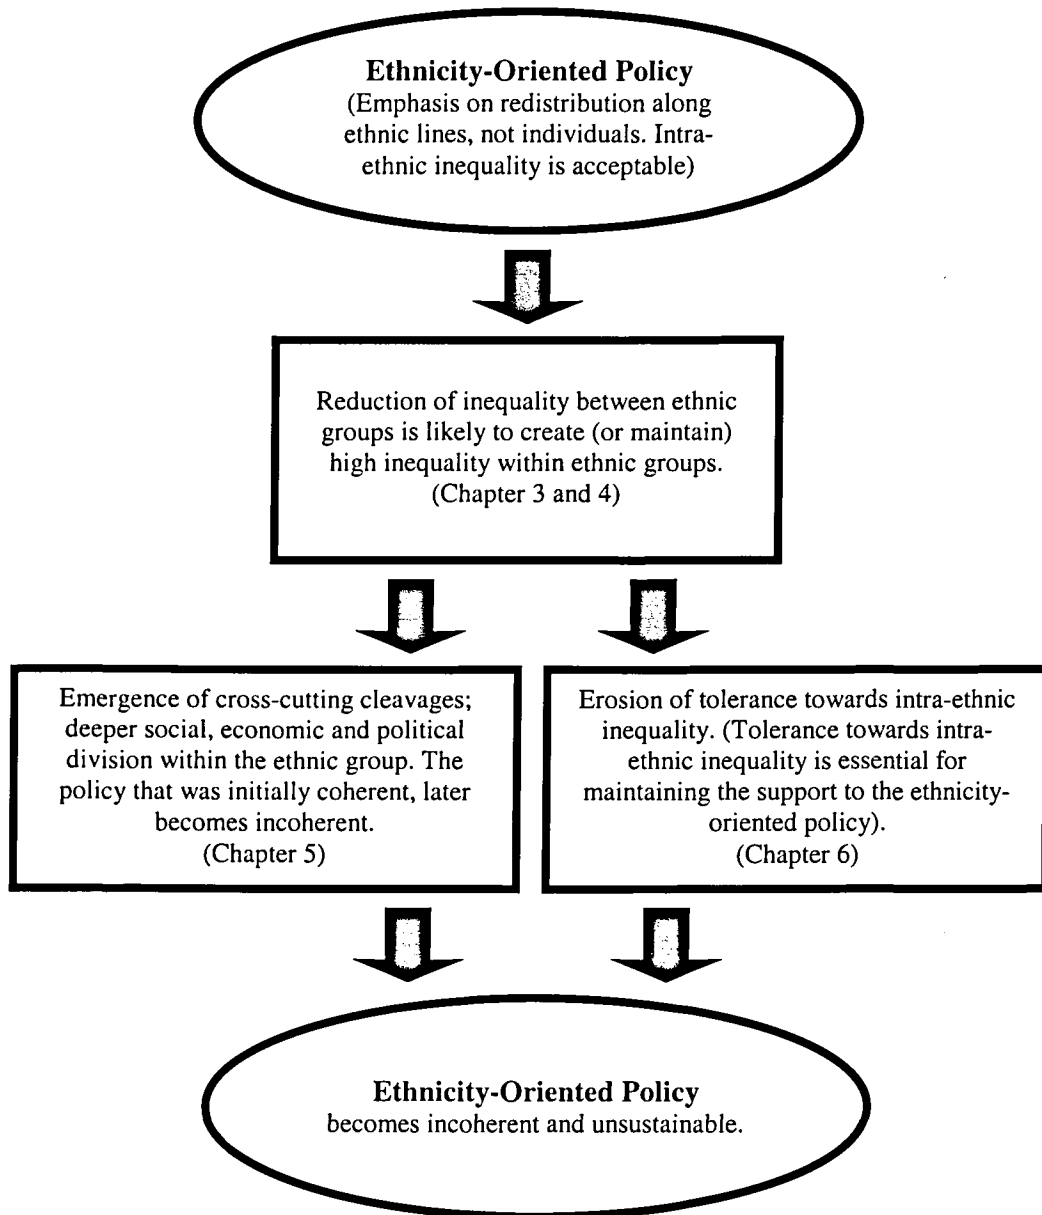 Ethnicity-Oriented Policy
(Emphasis on redistribution along
ethnic lines, not individuals. Intra-
ethnic inequality is acceptable)
Reduction of inequality between ethnic
groups is likely to create (or maintain)
high inequality within ethnic groups.
(Chapter 3 and 4)
Emergence of cross-cutting cleavages;
deeper social, economic and political
division within the ethnic group. The
policy that was initially coherent, later
becomes incoherent.
(Chapter 5)
Erosion of tolerance towards intra-ethnic
inequality. (Tolerance towards intra-
ethnic inequality is essential for
maintaining the support to the ethnicity-
oriented policy).
(Chapter 6)
Ethnicity-Oriented Policy
becomes incoherent and unsustainable.